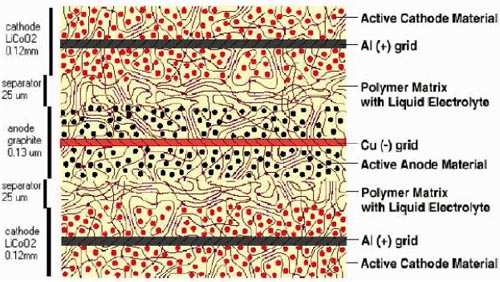 cathode
LiCoO2
0.12mm
separator
25 um
anode
graphite
0.13 um
separator
25 um
cathode
LiCoO2
0.12mm
Active Cathode Material
Al (+) grid
Polymer Matrix
with Liquid Electrolyte
Cu (-) grid
Active Anode Material
Polymer Matrix
with Liquid Electrolyte
Al (+) grid
Active Cathode Material